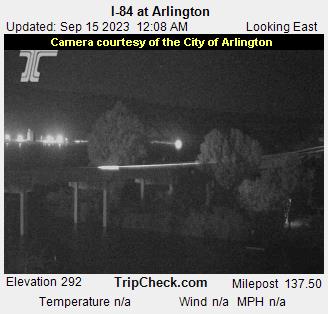 I-84 at Arlington
Updated: Sep 15 2023 12:08 AM Looking East
Camera courtesy of the City of Arlington
Elevation 292 TripCheck.com Milepost 137.50
Temperature n/a Wind n/a MPH n/a